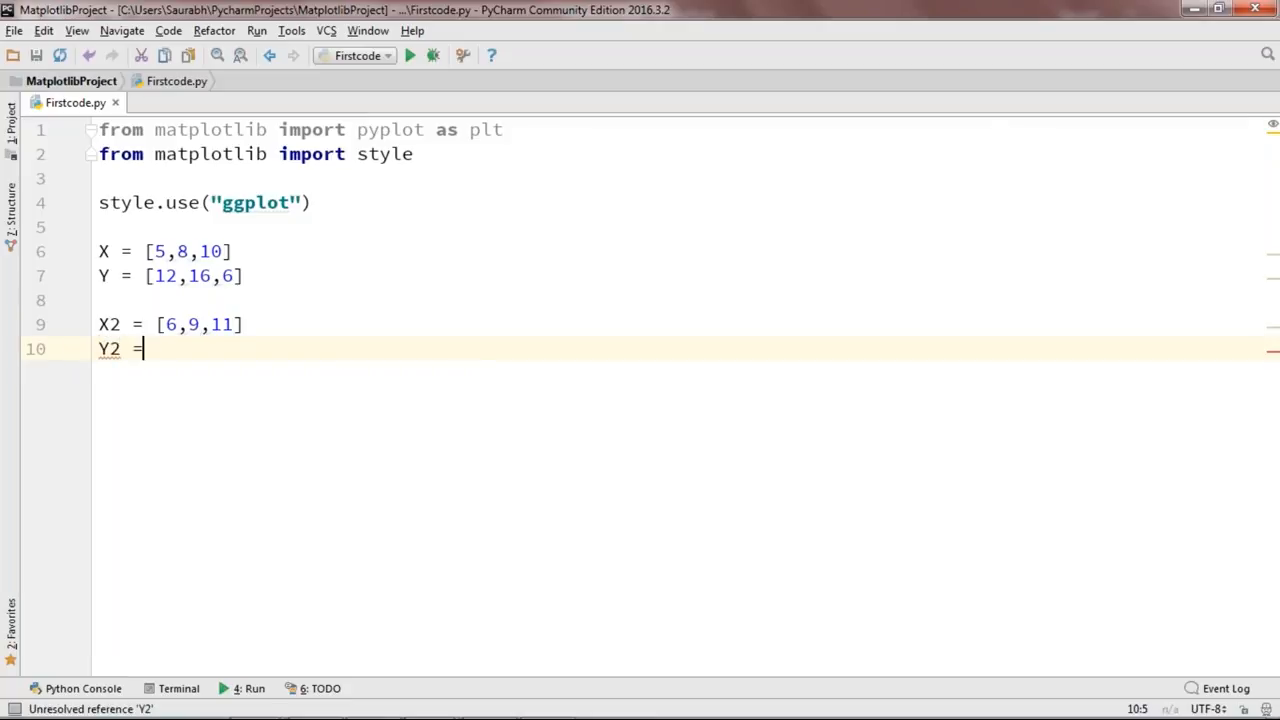 MatplotlibProject - [C:\Users\Saurabh\PycharmProjects\MatplotlibProject] - ...\Firstcode.py - PyCharm Community Edition 2016.3.2
File Edit View Navigate Code Refactor Run Tools VCS Window Help
Firstcode
MatplotlibProject Firstcode.py
Firstcode.py
1: Project
Z: Structure
2: Favorites
1 from matplotlib import pyplot as plt
2 from matplotlib import style
3
4 style.use("ggplot")
5
6 X = [5,8,10]
7 Y = [12,16,6]
8
9 X2 = [6,9,11]
10 Y2 =
Python Console Terminal 4: Run 6: TODO Event Log
Unresolved reference 'Y2' 10:5 n/a UTF-8